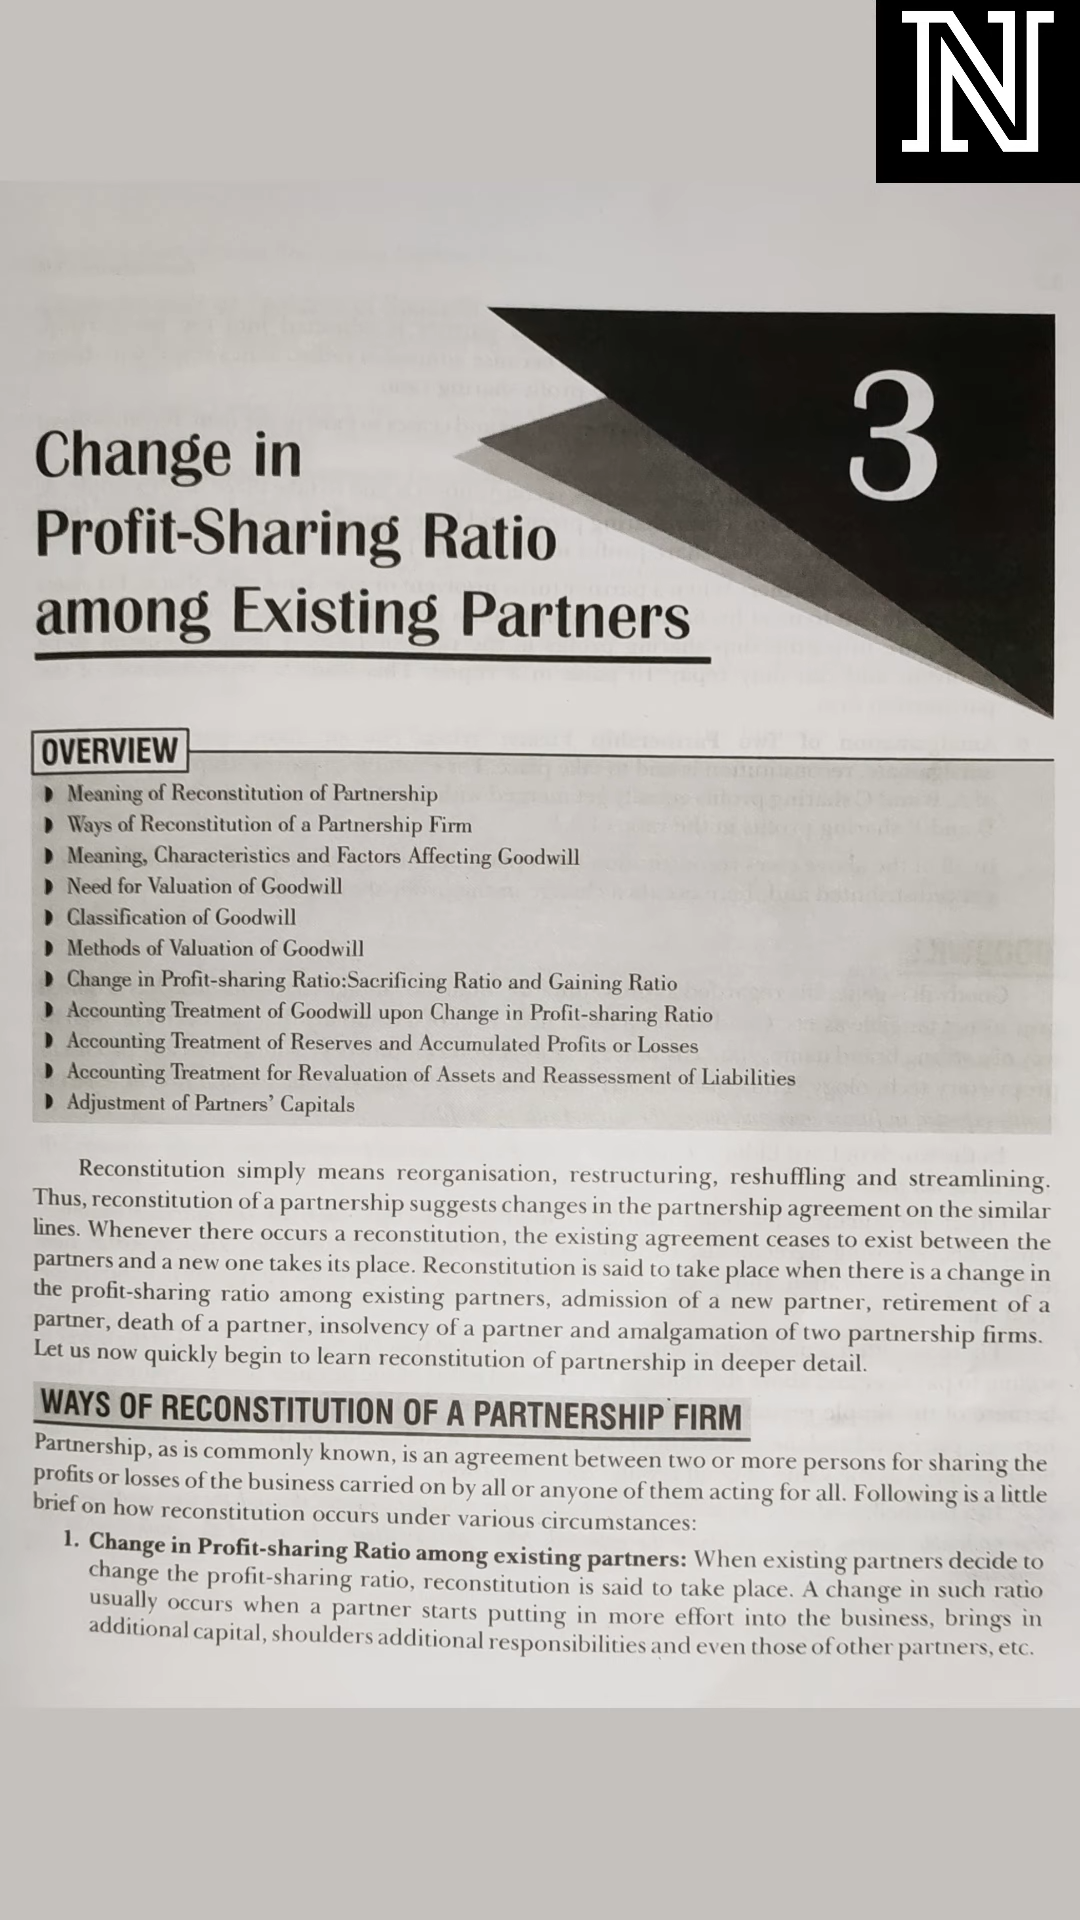 N
3
Change in
Profit-Sharing Ratio
among Existing Partners
OVERVIEW
◗ Meaning of Reconstitution of Partnership
◗ Ways of Reconstitution of a Partnership Firm
◗ Meaning, Characteristics and Factors Affecting Goodwill
◗ Need for Valuation of Goodwill
◗ Classification of Goodwill
◗ Methods of Valuation of Goodwill
◗ Change in Profit-sharing Ratio:Sacrificing Ratio and Gaining Ratio
◗ Accounting Treatment of Goodwill upon Change in Profit-sharing Ratio
◗ Accounting Treatment of Reserves and Accumulated Profits or Losses
◗ Accounting Treatment for Revaluation of Assets and Reassessment of Liabilities
◗ Adjustment of Partners' Capitals
Reconstitution simply means reorganisation, restructuring, reshuffling and streamlining.
Thus, reconstitution of a partnership suggests changes in the partnership agreement on the similar
lines. Whenever there occurs a reconstitution, the existing agreement ceases to exist between the
partners and a new one takes its place. Reconstitution is said to take place when there is a change in
the profit-sharing ratio among existing partners, admission of a new partner, retirement of a
partner, death of a partner, insolvency of a partner and amalgamation of two partnership firms.
Let us now quickly begin to learn reconstitution of partnership in deeper detail.
WAYS OF RECONSTITUTION OF A PARTNERSHIP FIRM
Partnership, as is commonly known, is an agreement between two or more persons for sharing the
profits or losses of the business carried on by all or anyone of them acting for all. Following is a little
brief on how reconstitution occurs under various circumstances:
1. Change in Profit-sharing Ratio among existing partners: When existing partners decide to
change the profit-sharing ratio, reconstitution is said to take place. A change in such ratio
usually occurs when a partner starts putting in more effort into the business, brings in
additional capital, shoulders additional responsibilities and even those of other partners, etc.